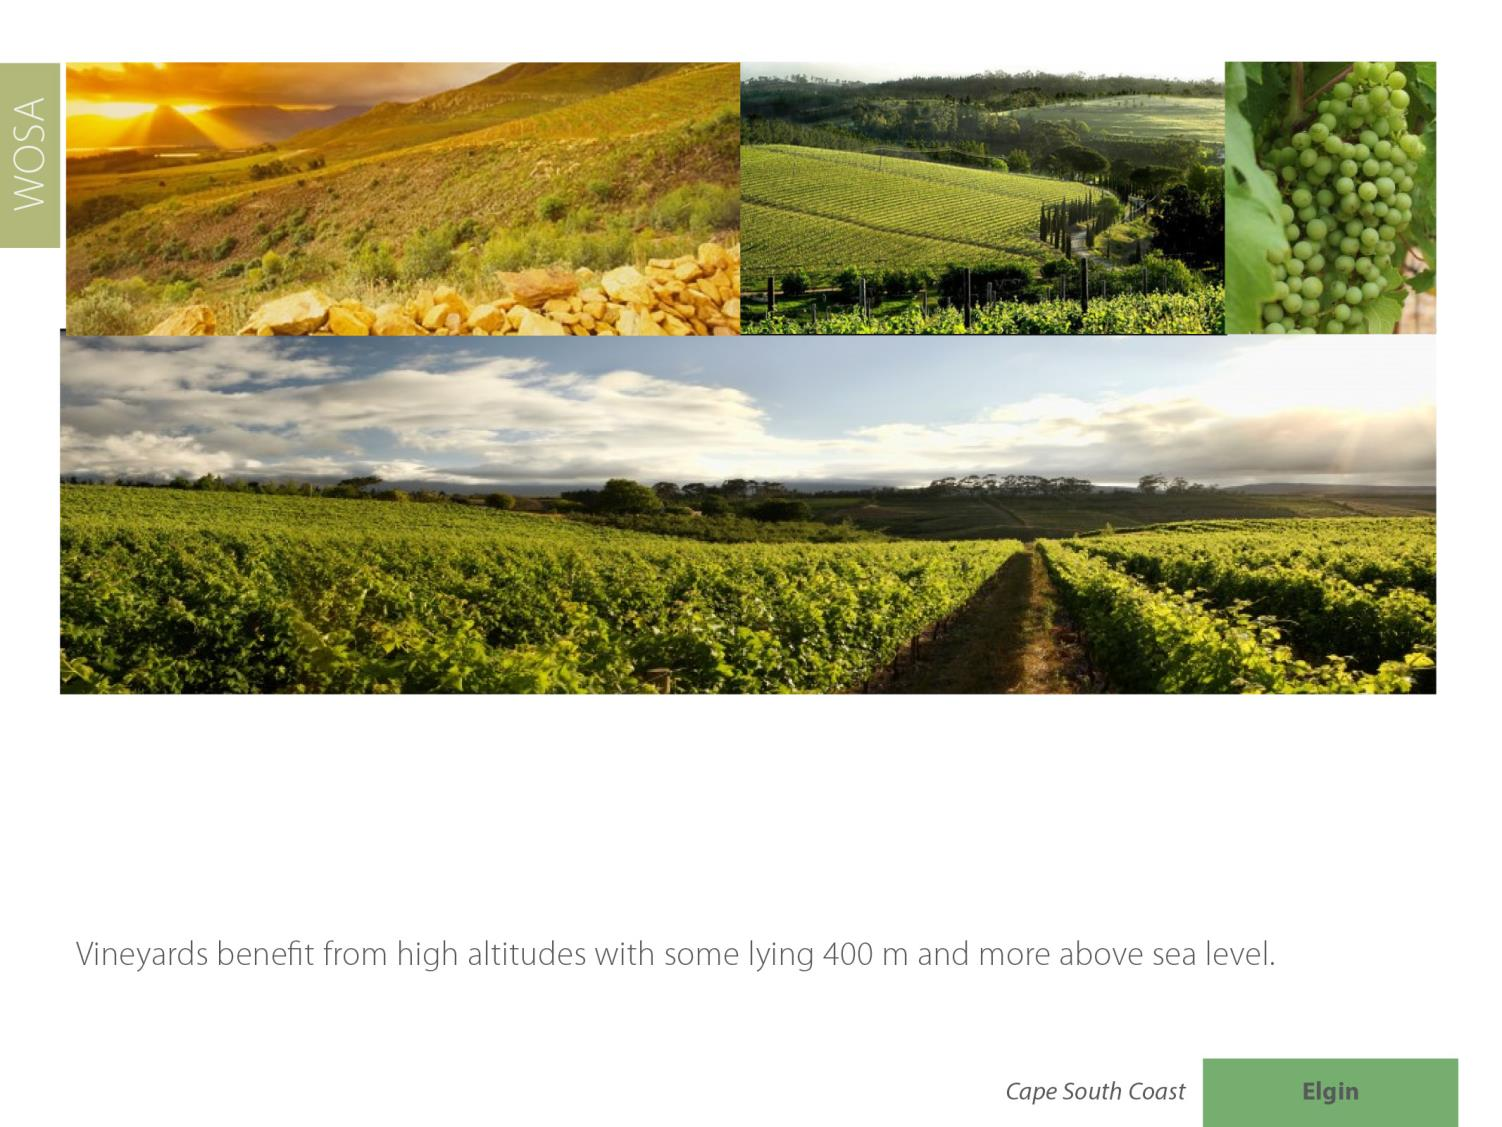 WOSA
Vineyards benefit from high altitudes with some lying 400 m and more above sea level.
Cape South Coast
Elgin